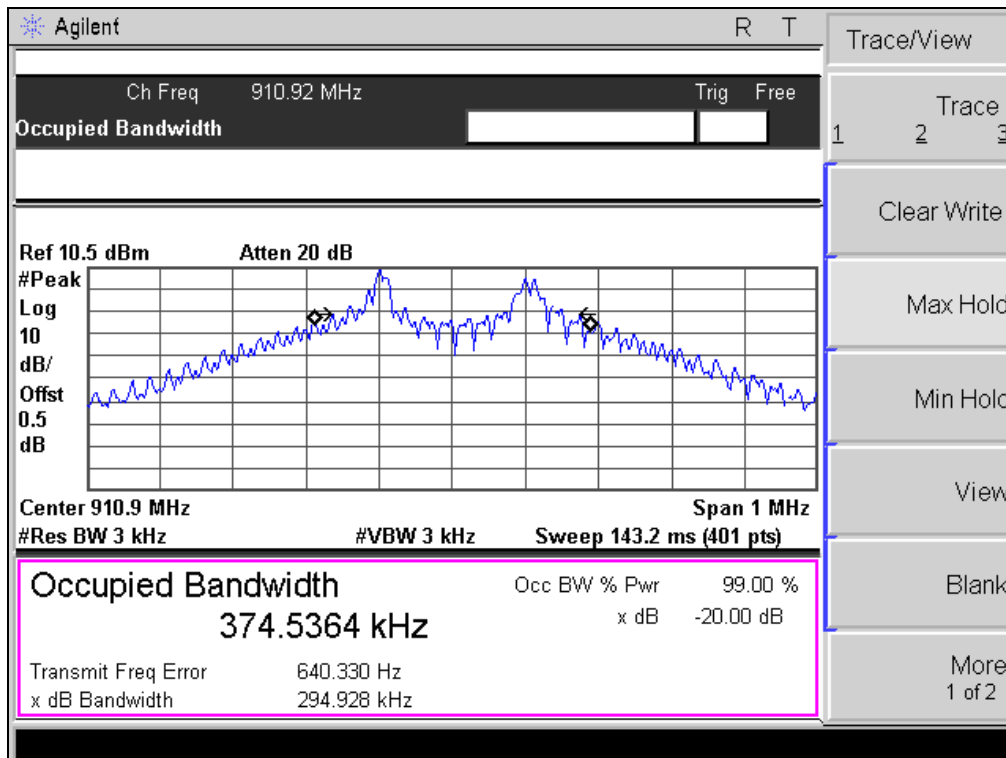 Agilent R T
Trace/View
Ch Freq 910.92 MHz Trig Free
Occupied Bandwidth
Trace
1 2 3
Clear Write
Max Hold
Min Hold
View
Blank
More
1 of 2
Ref 10.5 dBm Atten 20 dB
#Peak
Log
10
dB/
Offst
0.5
dB
Center 910.9 MHz Span 1 MHz
#Res BW 3 kHz #VBW 3 kHz Sweep 143.2 ms (401 pts)
Occupied Bandwidth
374.5364 kHz
Occ BW % Pwr 99.00 %
x dB -20.00 dB
Transmit Freq Error 640.330 Hz
x dB Bandwidth 294.928 kHz